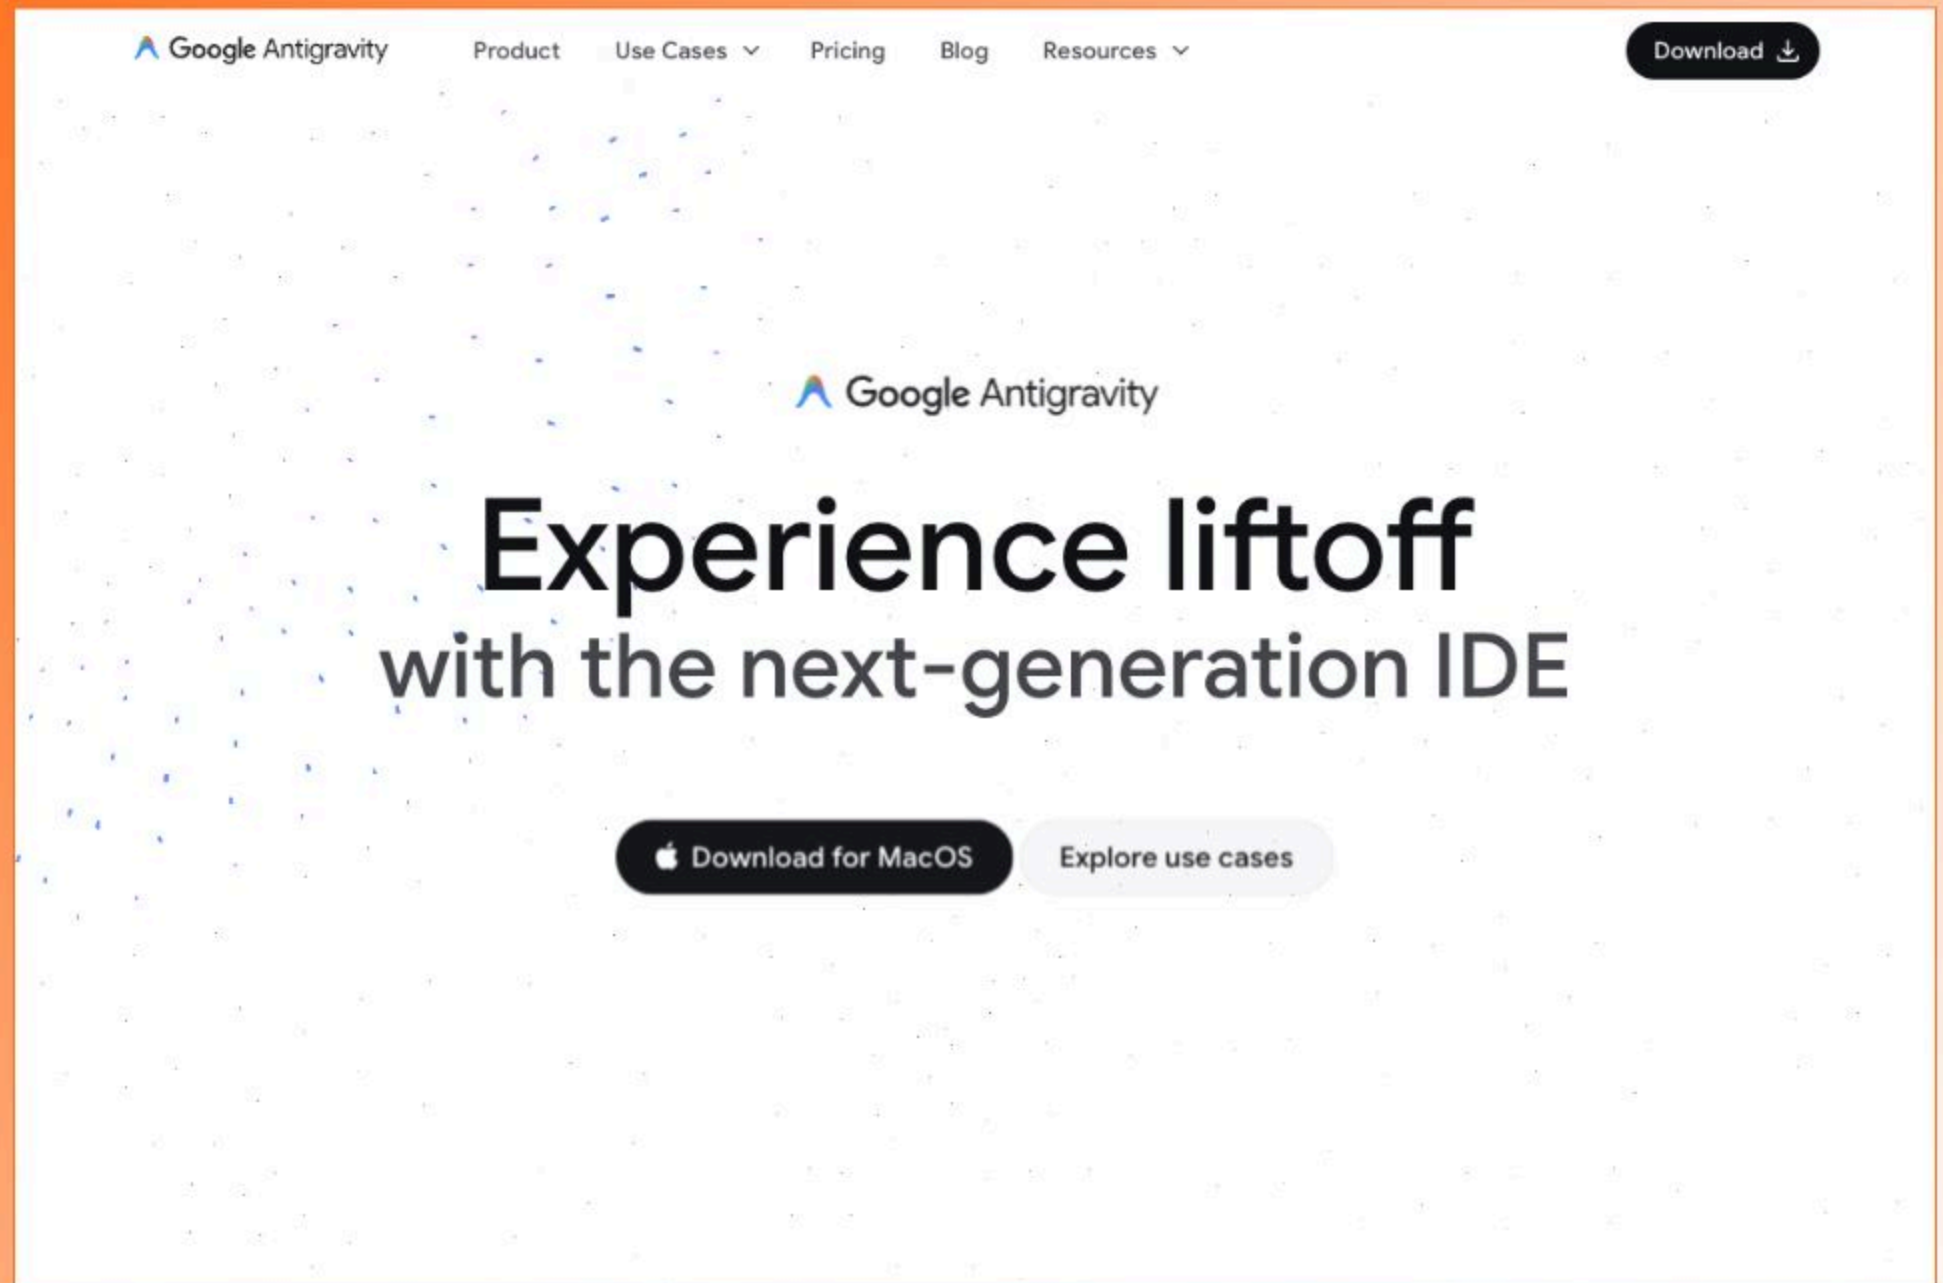 Google Antigravity Product Use Cases Pricing Blog Resources Download
Google Antigravity
Experience liftoff
with the next-generation IDE
Download for MacOS Explore use cases